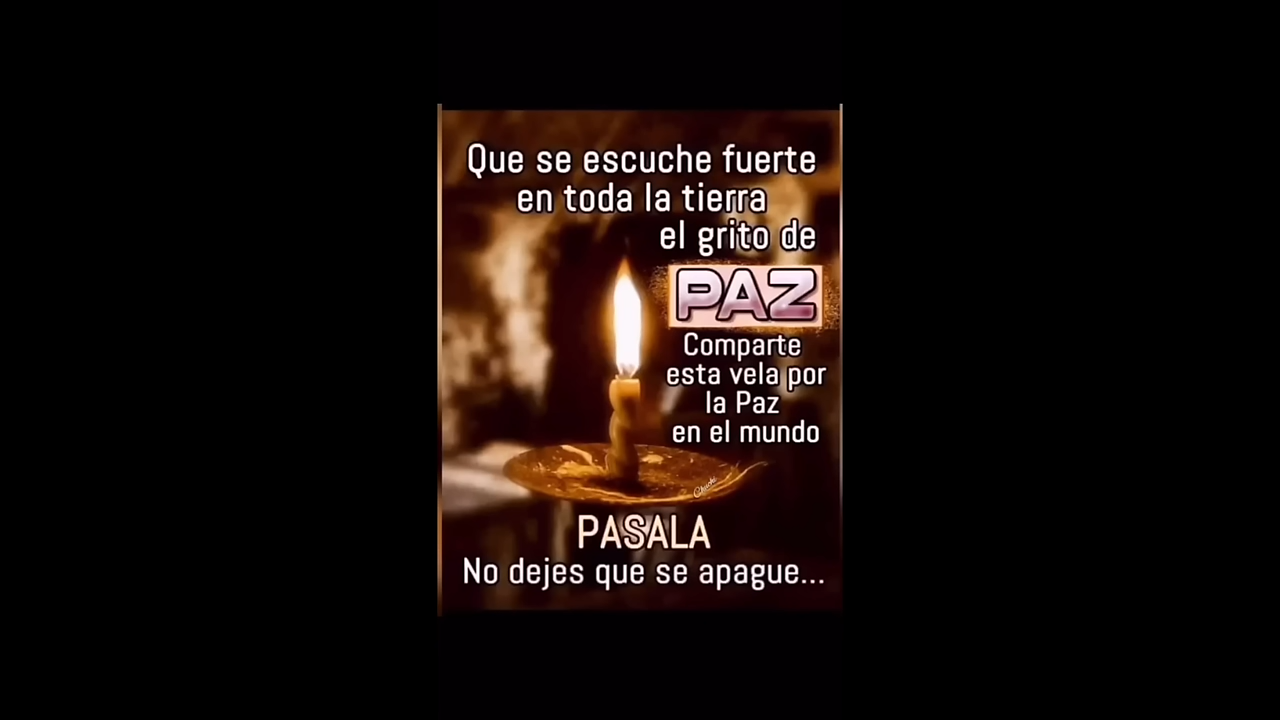 Que se escuche fuerte
en toda la tierra
el grito de
PAZ
Comparte
esta vela por
la Paz
en el mundo
Chuchi
PASALA
No dejes que se apague...